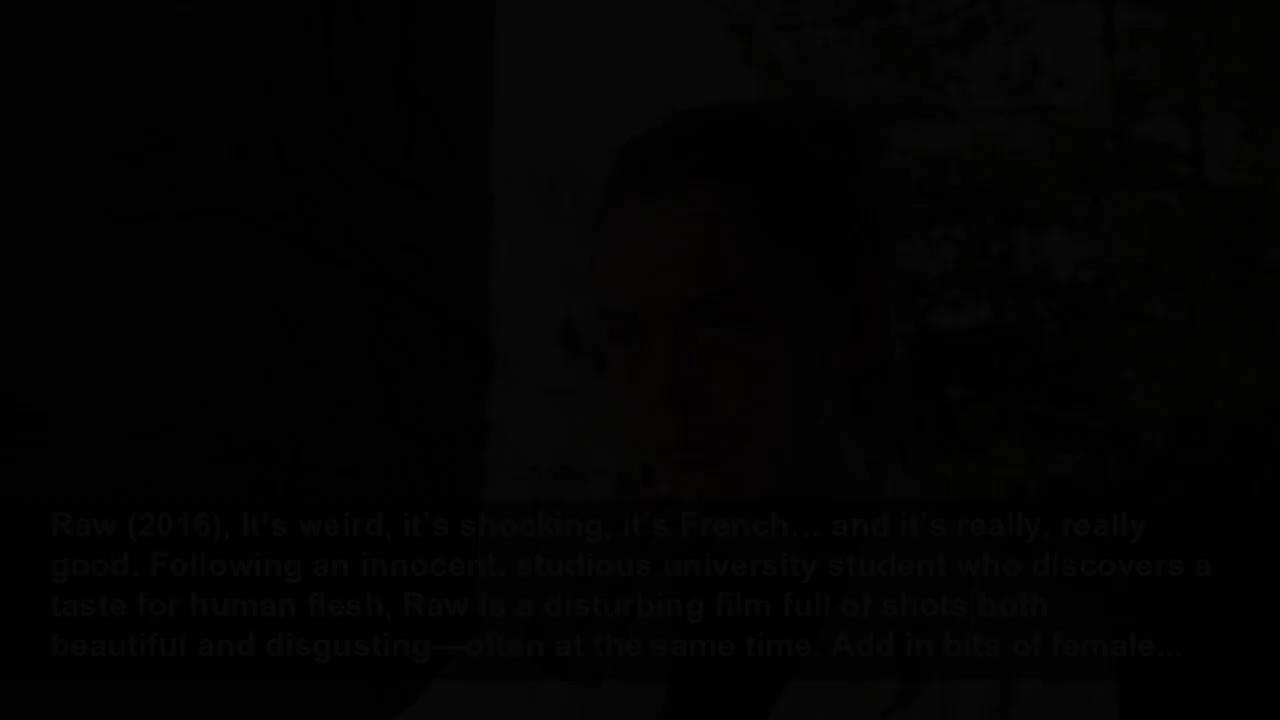 Raw (2016), It's weird, it's shocking, it's French... and it's really, really
good. Following an innocent, studious university student who discovers a
taste for human flesh, Raw is a disturbing film full of shots both
beautiful and disgusting—often at the same time. Add in bits of female...